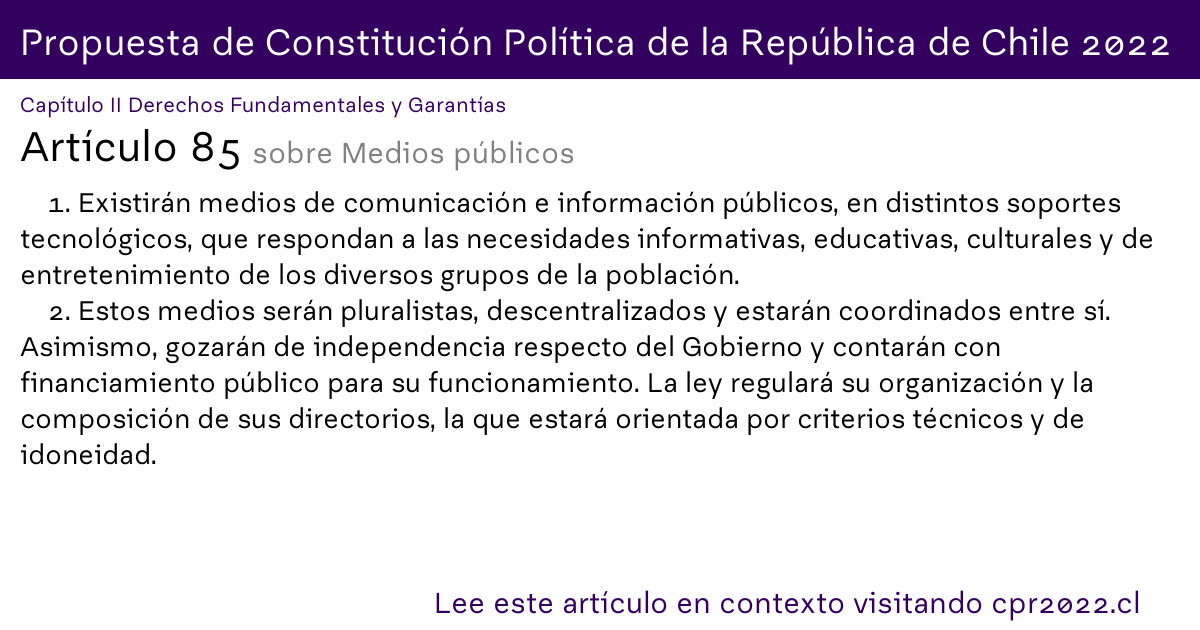 Propuesta de Constitución Política de la República de Chile 2022
Capítulo II Derechos Fundamentales y Garantías
Artículo 85 sobre Medios públicos
1. Existirán medios de comunicación e información públicos, en distintos soportes
tecnológicos, que respondan a las necesidades informativas, educativas, culturales y de
entretenimiento de los diversos grupos de la población.
2. Estos medios serán pluralistas, descentralizados y estarán coordinados entre sí.
Asimismo, gozarán de independencia respecto del Gobierno y contarán con
financiamiento público para su funcionamiento. La ley regulará su organización y la
composición de sus directorios, la que estará orientada por criterios técnicos y de
idoneidad.
Lee este artículo en contexto visitando cpr2022.cl